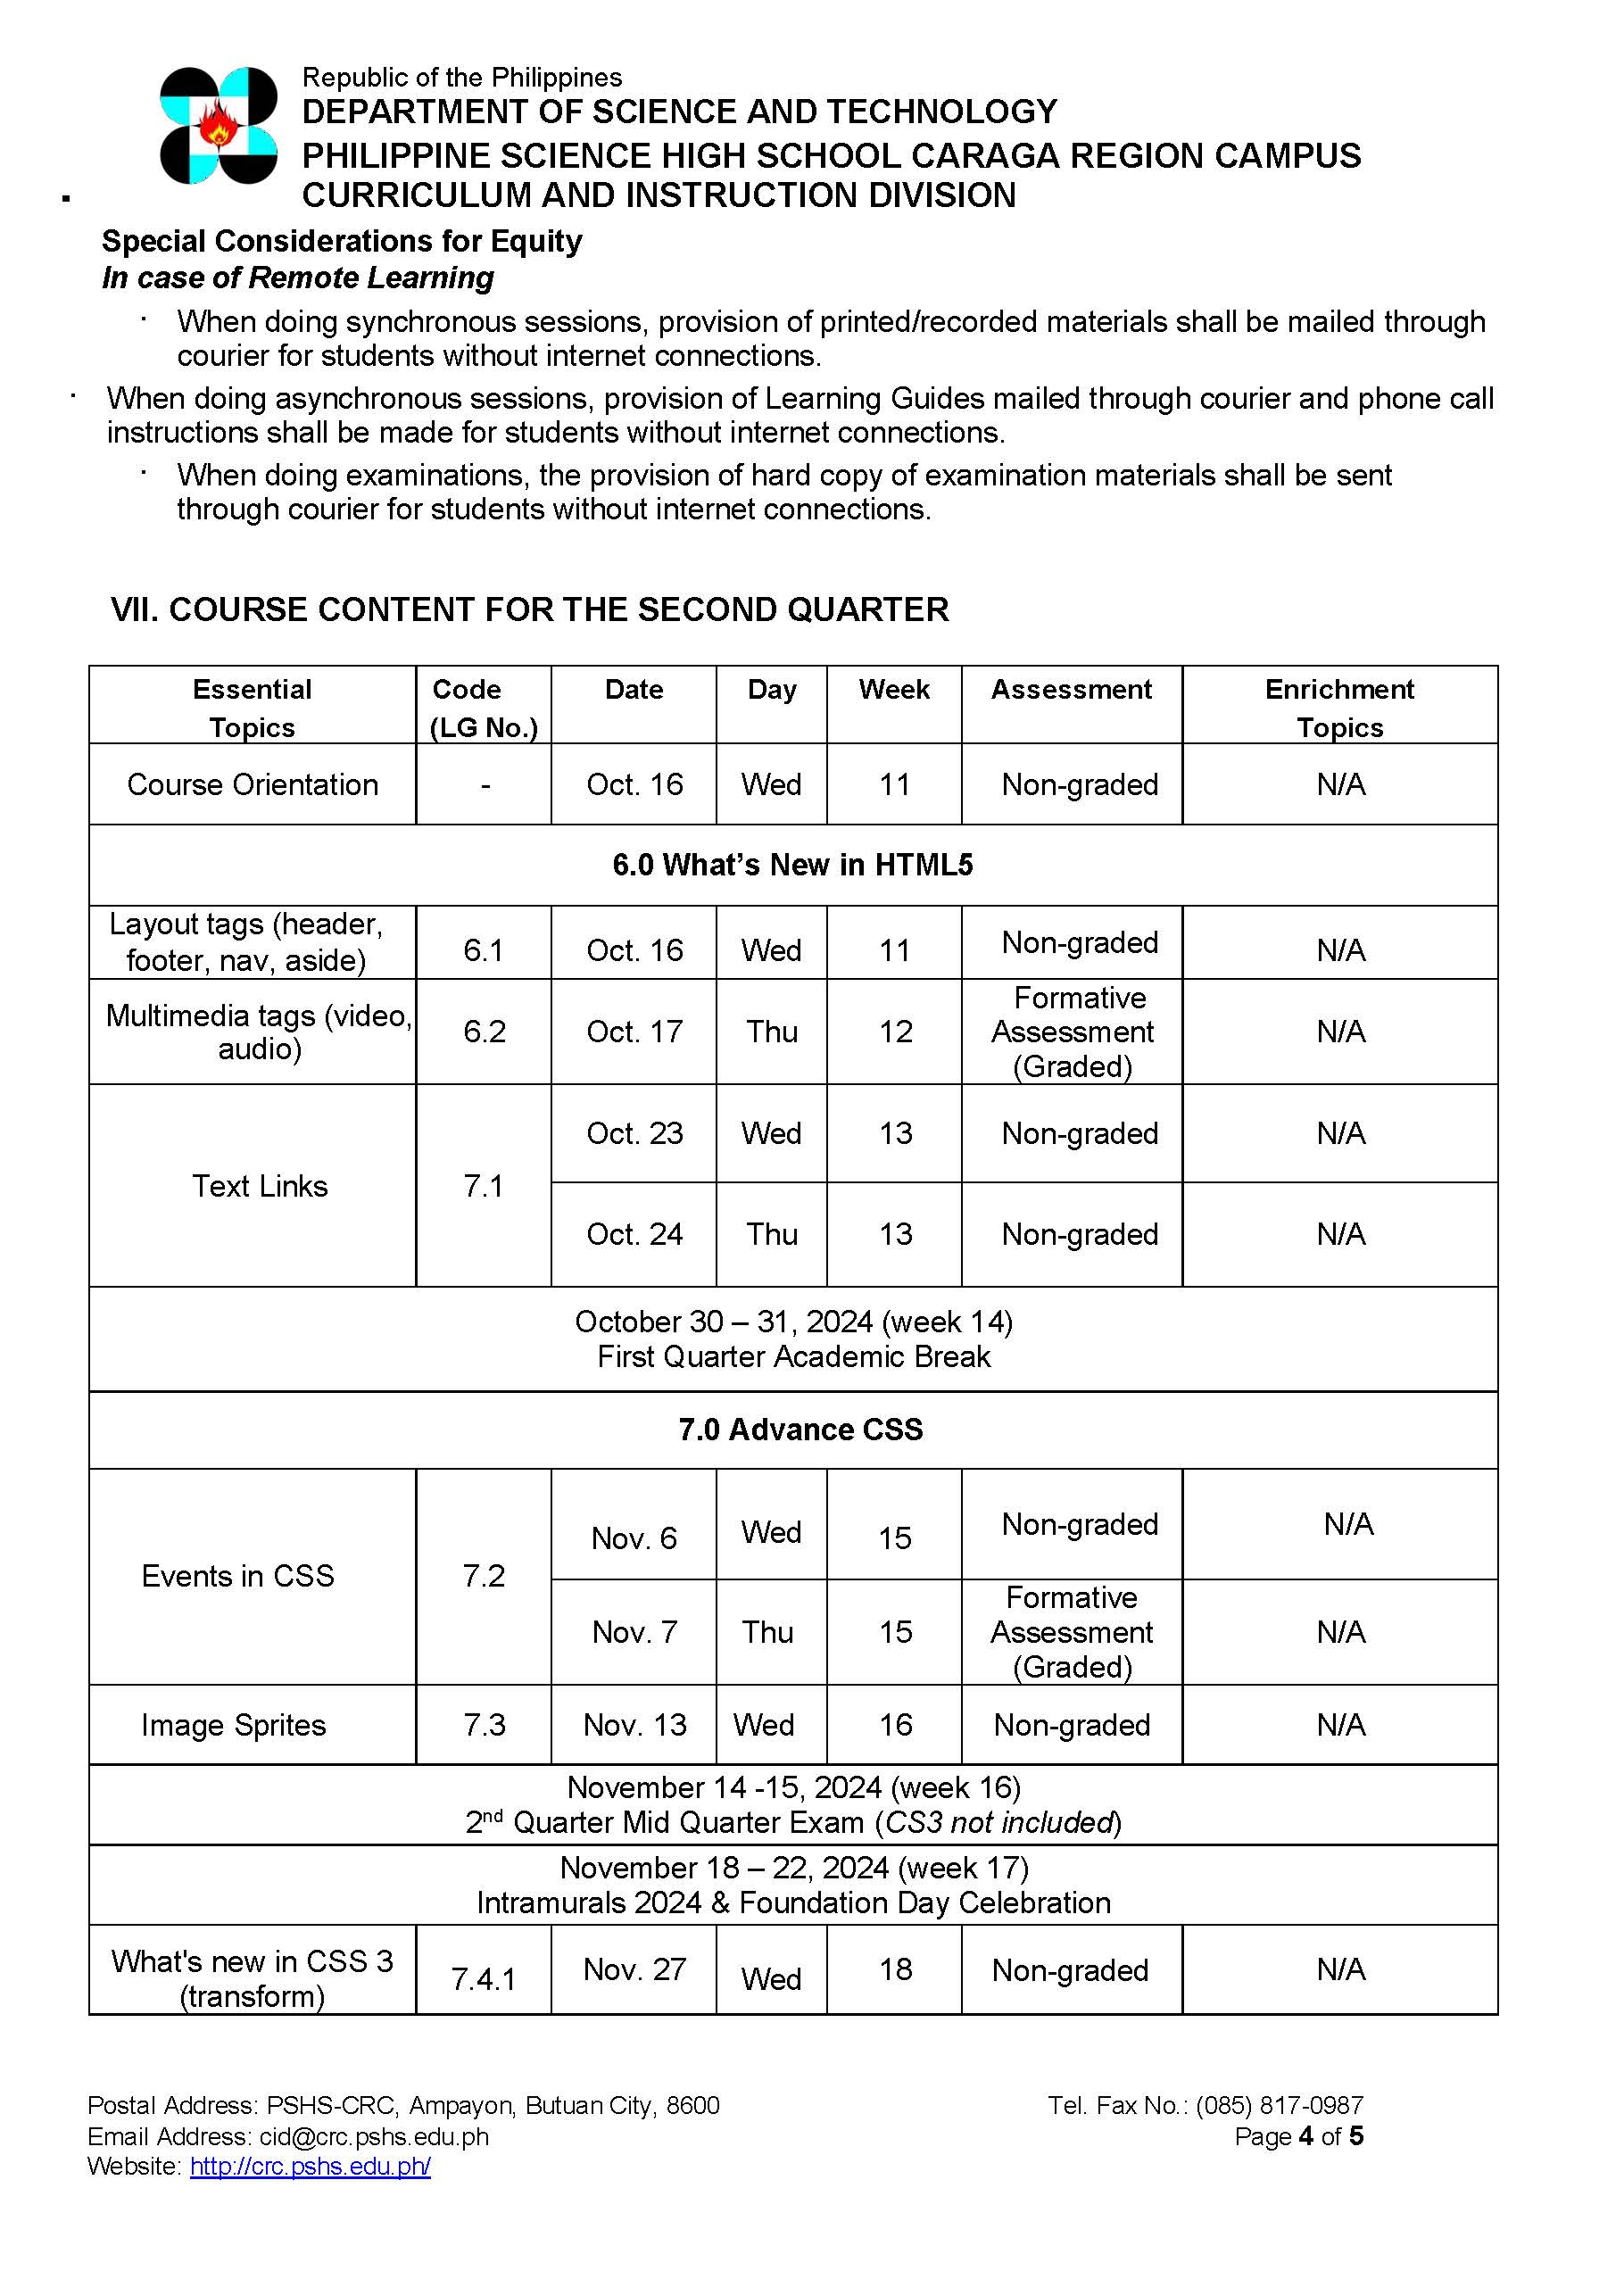 Republic of the Philippines
DEPARTMENT OF SCIENCE AND TECHNOLOGY
PHILIPPINE SCIENCE HIGH SCHOOL CARAGA REGION CAMPUS
CURRICULUM AND INSTRUCTION DIVISION
▪
Special Considerations for Equity
In case of Remote Learning
· When doing synchronous sessions, provision of printed/recorded materials shall be mailed through
courier for students without internet connections.
· When doing asynchronous sessions, provision of Learning Guides mailed through courier and phone call
instructions shall be made for students without internet connections.
· When doing examinations, the provision of hard copy of examination materials shall be sent
through courier for students without internet connections.
VII. COURSE CONTENT FOR THE SECOND QUARTER
Essential Topics Code (LG No.) Date Day Week Assessment Enrichment Topics
Course Orientation - Oct. 16 Wed 11 Non-graded N/A
6.0 What’s New in HTML5
Layout tags (header, footer, nav, aside) 6.1 Oct. 16 Wed 11 Non-graded N/A
Multimedia tags (video, audio) 6.2 Oct. 17 Thu 12 Formative Assessment (Graded) N/A
Text Links 7.1 Oct. 23 Wed 13 Non-graded N/A
Oct. 24 Thu 13 Non-graded N/A
October 30 – 31, 2024 (week 14)
First Quarter Academic Break
7.0 Advance CSS
Events in CSS 7.2 Nov. 6 Wed 15 Non-graded N/A
Nov. 7 Thu 15 Formative Assessment (Graded) N/A
Image Sprites 7.3 Nov. 13 Wed 16 Non-graded N/A
November 14 -15, 2024 (week 16)
2nd Quarter Mid Quarter Exam (CS3 not included)
November 18 – 22, 2024 (week 17)
Intramurals 2024 & Foundation Day Celebration
What's new in CSS 3 (transform) 7.4.1 Nov. 27 Wed 18 Non-graded N/A
Postal Address: PSHS-CRC, Ampayon, Butuan City, 8600 Tel. Fax No.: (085) 817-0987
Email Address: cid@crc.pshs.edu.ph Page 4 of 5
Website: http://crc.pshs.edu.ph/